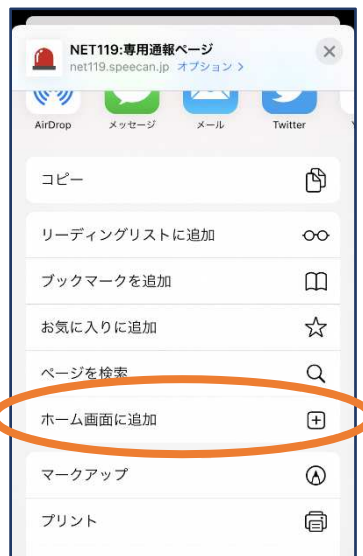 NET119:専用通報ページ
net119.speecan.jp オプション >
AirDrop メッセージ メール Twitter
コピー
リーディングリストに追加
ブックマークを追加
お気に入りに追加
ページを検索
ホーム画面に追加
マークアップ
プリント